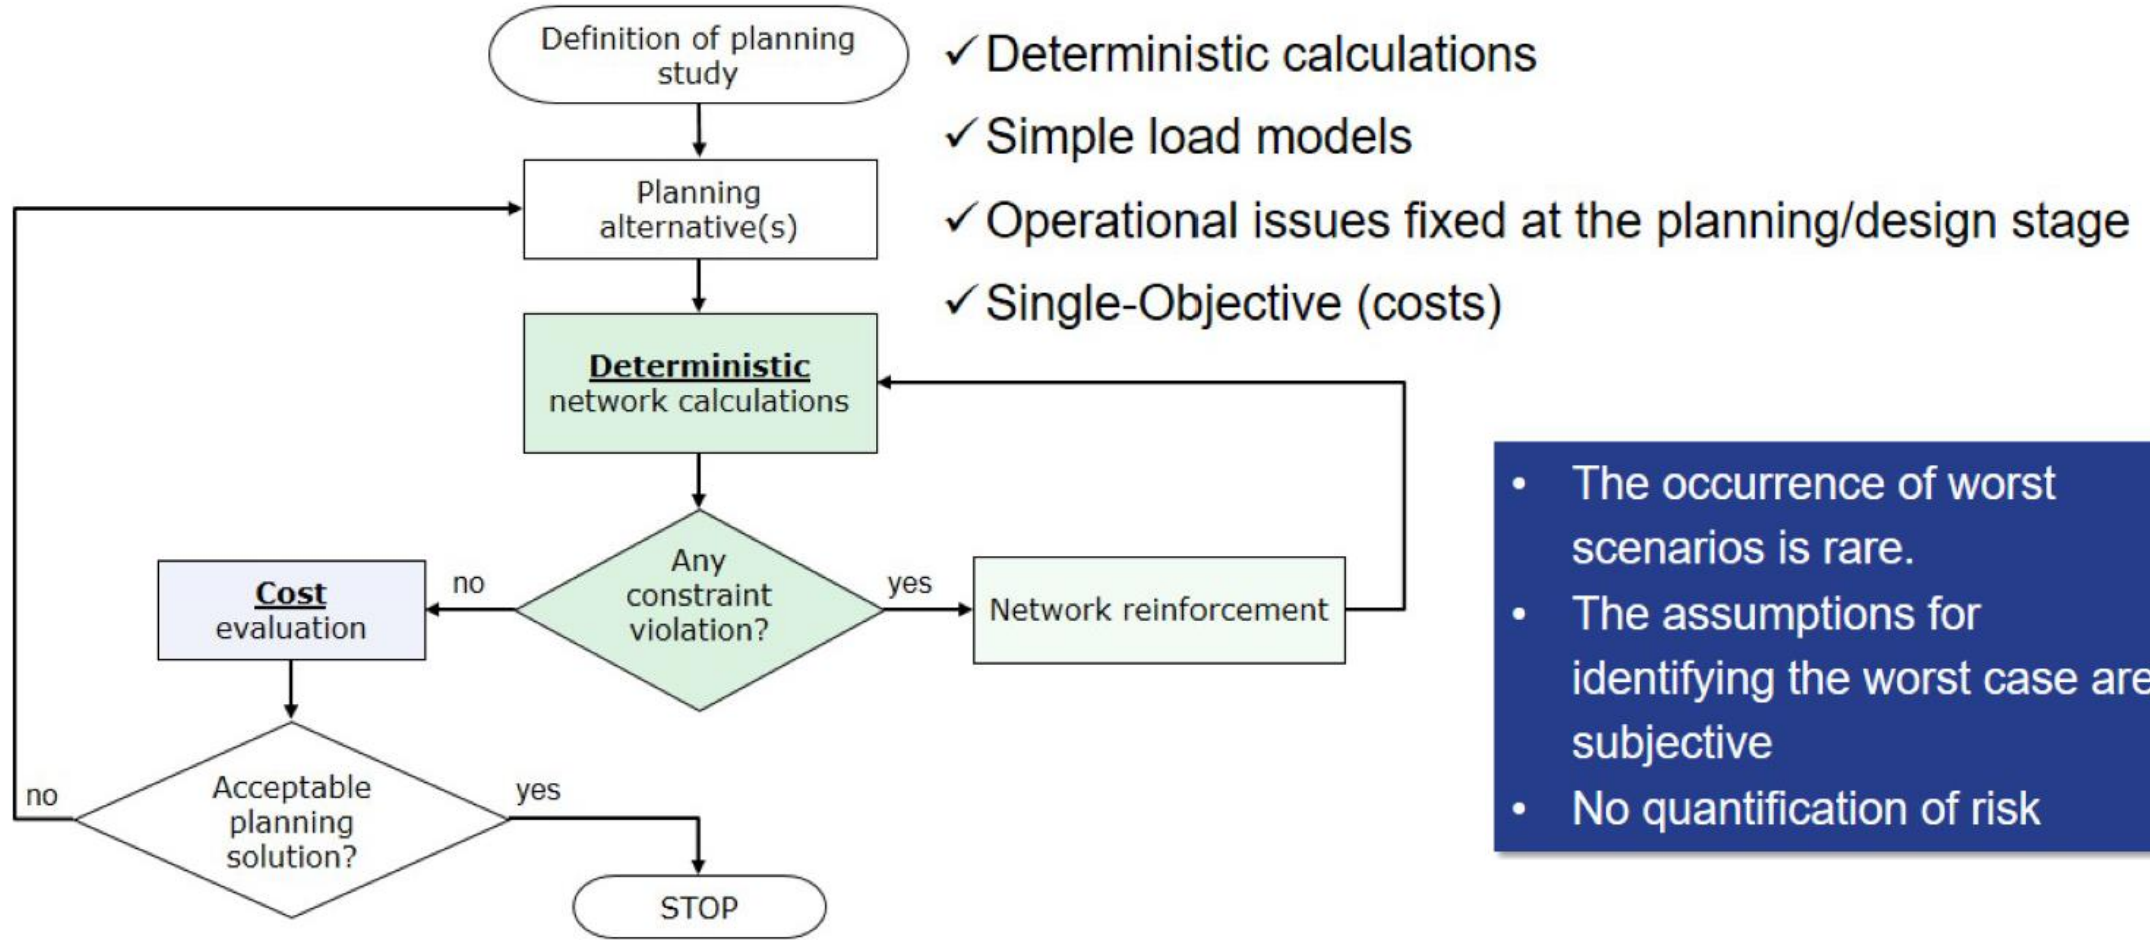 Definition of planning
study
✓ Deterministic calculations
✓ Simple load models
✓ Operational issues fixed at the planning/design stage
✓ Single-Objective (costs)
Planning
alternative(s)
Deterministic
network calculations
Any
constraint
violation?
no
yes
Cost
evaluation
Network reinforcement
Acceptable
planning
solution?
no
yes
STOP
• The occurrence of worst
scenarios is rare.
• The assumptions for
identifying the worst case are
subjective
• No quantification of risk